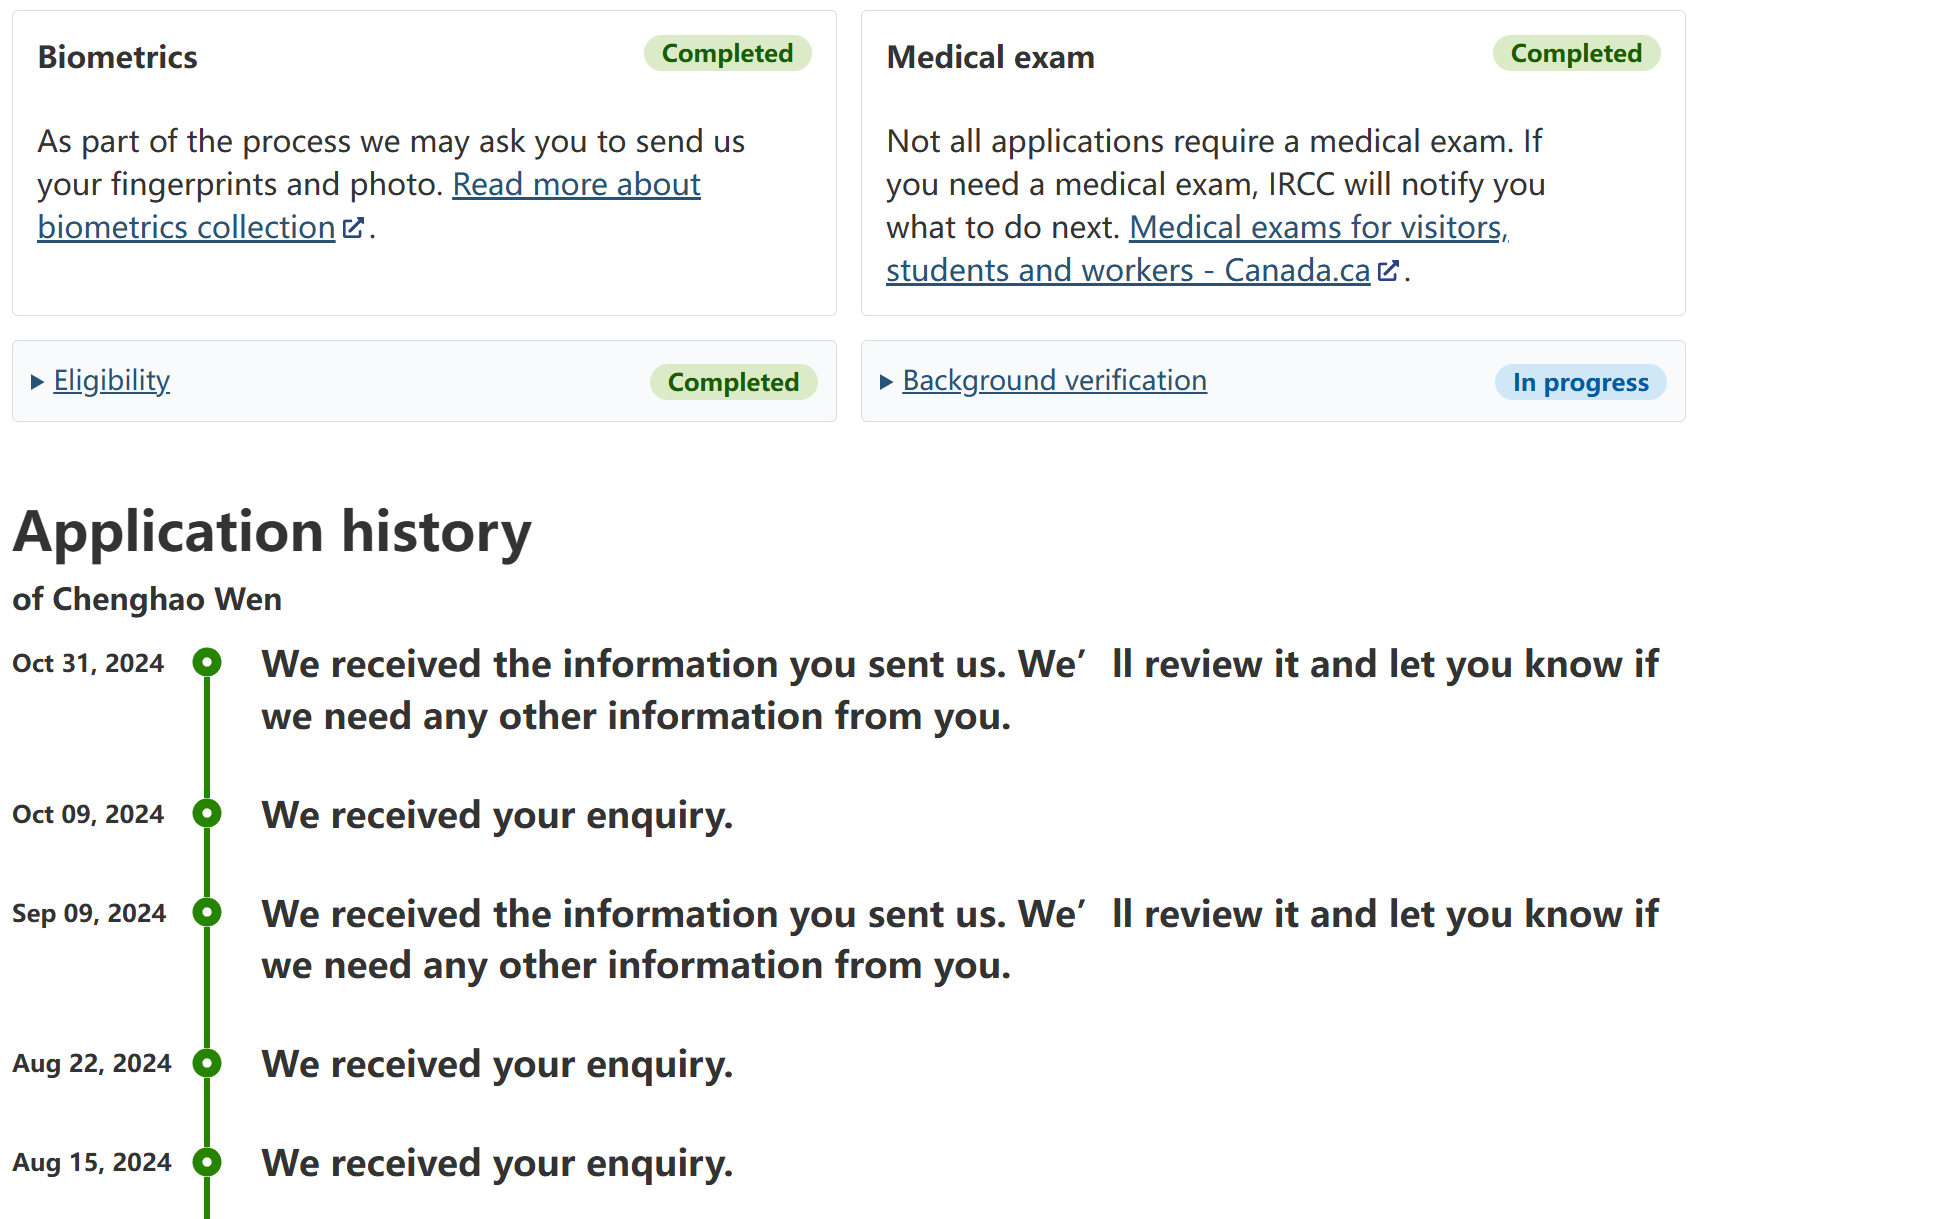 Biometrics
Completed
As part of the process we may ask you to send us
your fingerprints and photo. Read more about
biometrics collection .
Medical exam
Completed
Not all applications require a medical exam. If
you need a medical exam, IRCC will notify you
what to do next. Medical exams for visitors,
students and workers - Canada.ca .
Eligibility
Completed
Background verification
In progress
Application history
of Chenghao Wen
Oct 31, 2024
We received the information you sent us. We’ll review it and let you know if
we need any other information from you.
Oct 09, 2024
We received your enquiry.
Sep 09, 2024
We received the information you sent us. We’ll review it and let you know if
we need any other information from you.
Aug 22, 2024
We received your enquiry.
Aug 15, 2024
We received your enquiry.